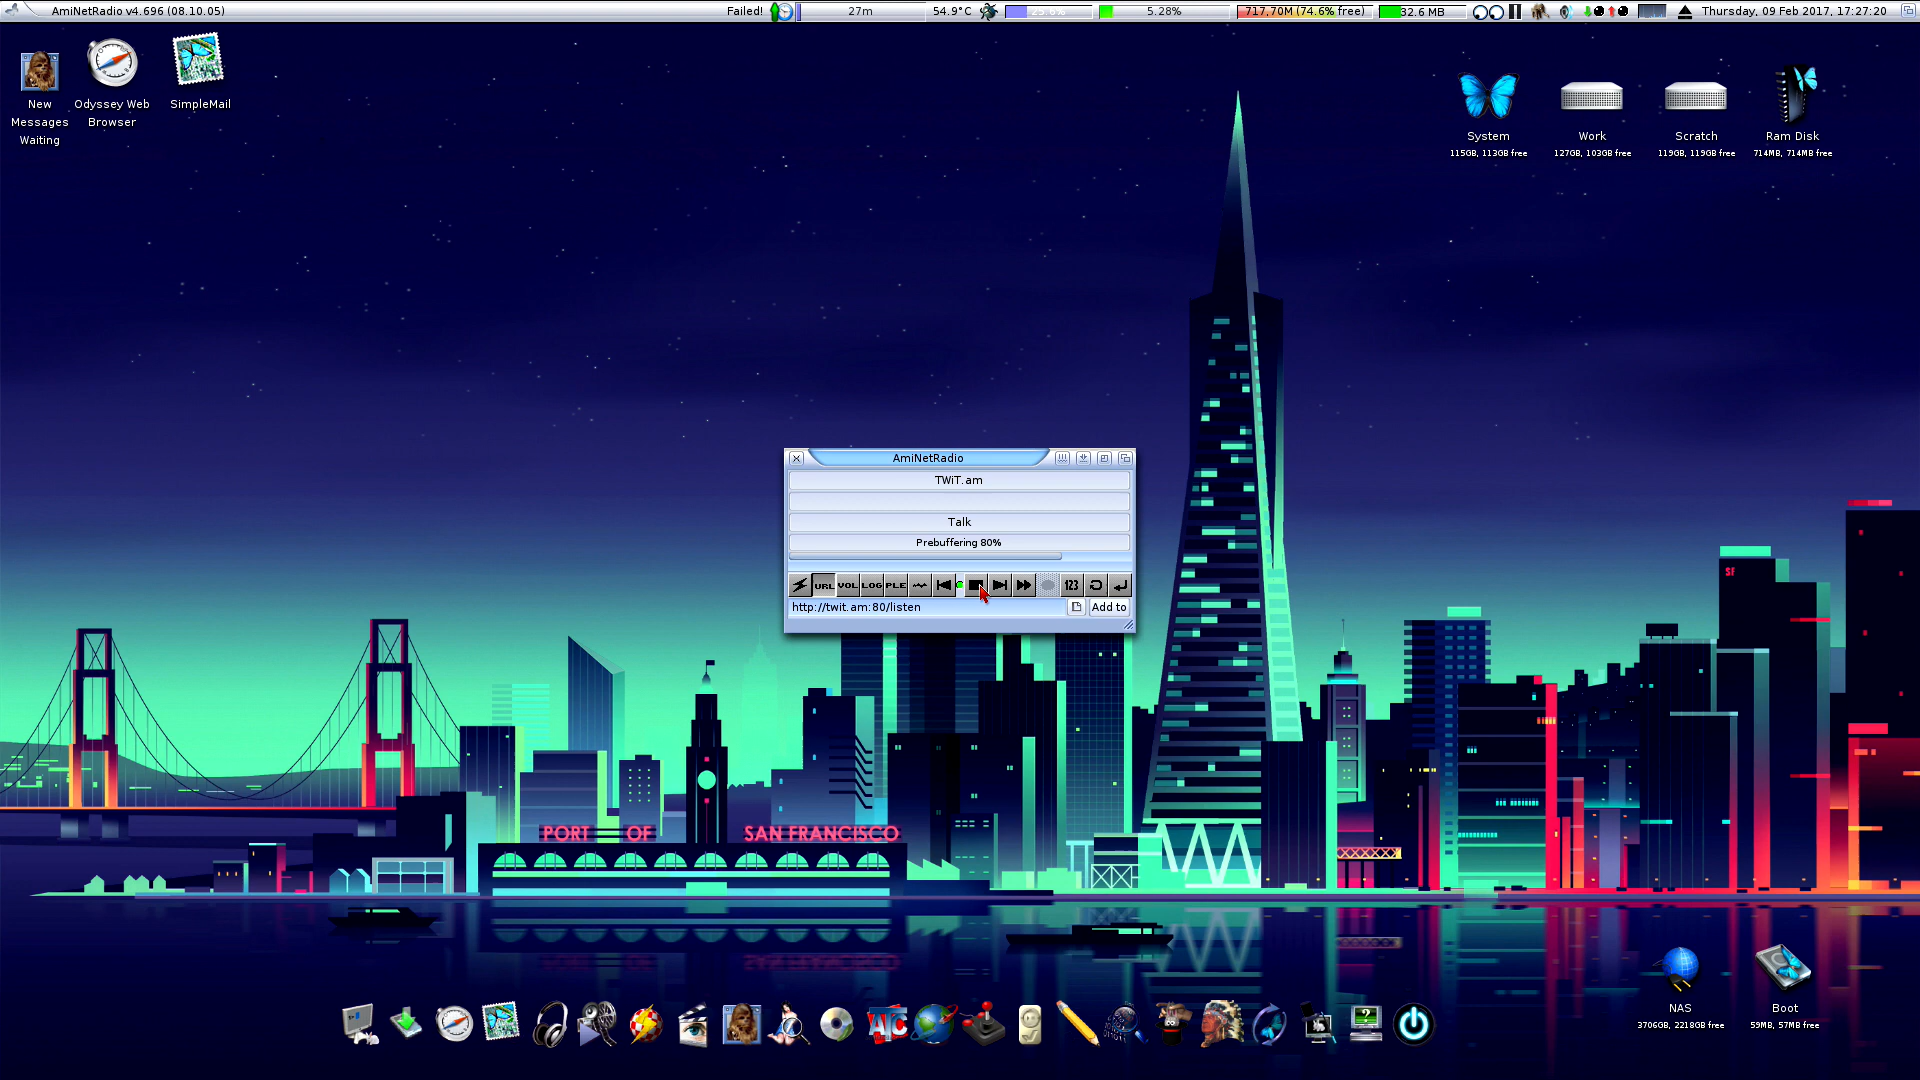 AmiNetRadio v4.696 (08.10.05)
Failed!
27m
54.9°C
5.28%
717,70M (74.6% free)
32.6 MB
Thursday, 09 Feb 2017, 17:27:20
New Messages Waiting
Odyssey Web Browser
SimpleMail
System
115GB, 113GB free
Work
127GB, 103GB free
Scratch
119GB, 119GB free
Ram Disk
714MB, 714MB free
AmiNetRadio
TWiT.am
Talk
Prebuffering 80%
URL VOL LOG PLE 123
http://twit.am:80/listen
Add to
SF
PORT OF SAN FRANCISCO
NAS
3706GB, 2218GB free
Boot
59MB, 57MB free